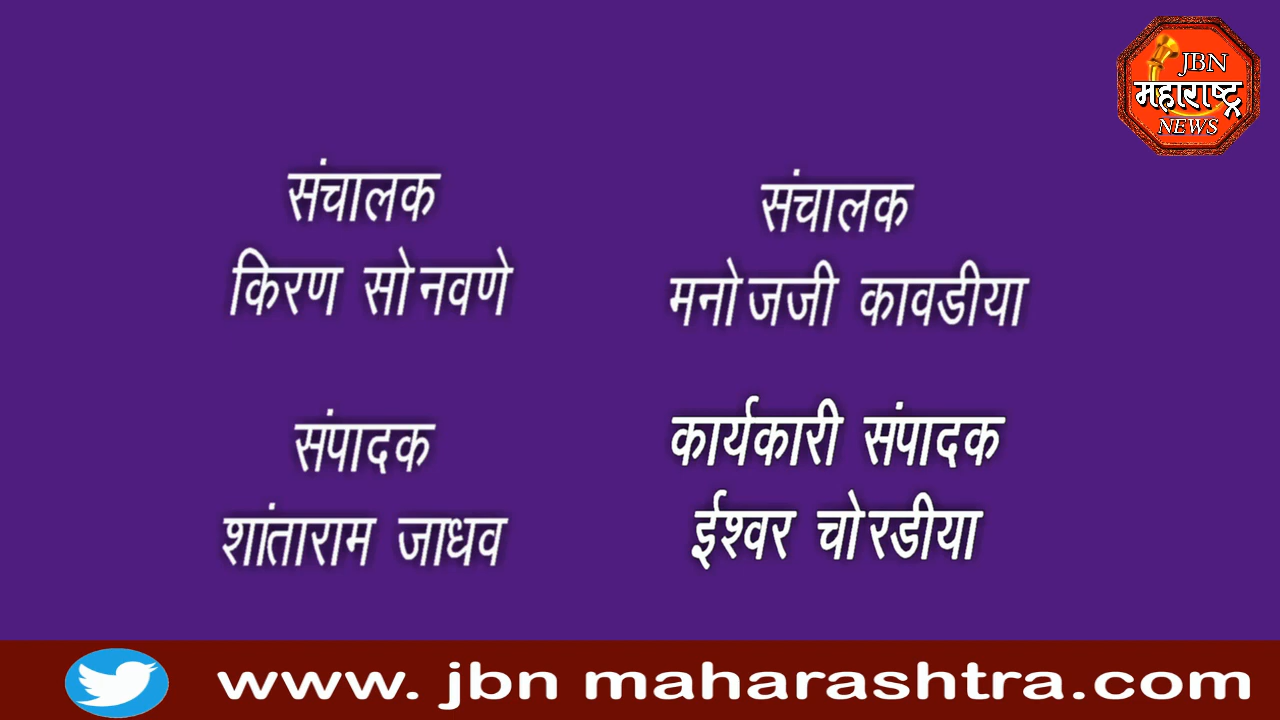 JBN
महाराष्ट्र
NEWS
संचालक
किरण सोनवणे
संचालक
मनोजजी कावडीया
संपादक
शांताराम जाधव
कार्यकारी संपादक
ईश्वर चोरडीया
www. jbn maharashtra.com